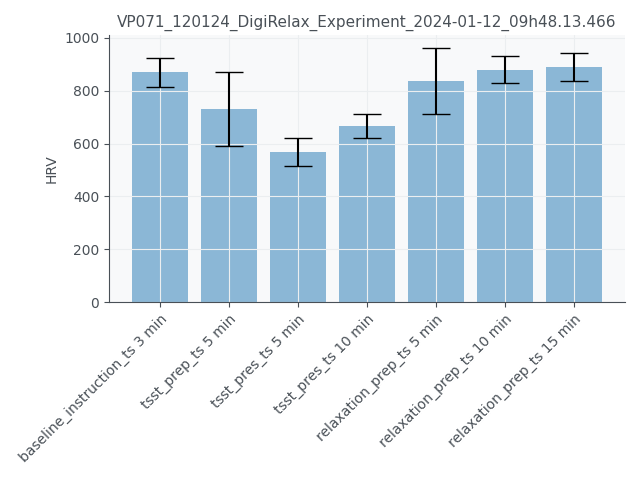 VP071_120124_DigiRelax_Experiment_2024-01-12_09h48.13.466
1000
800
600
400
200
0
HRV
baseline_instruction_ts 3 min
tsst_prep_ts 5 min
tsst_pres_ts 5 min
tsst_pres_ts 10 min
relaxation_prep_ts 5 min
relaxation_prep_ts 10 min
relaxation_prep_ts 15 min